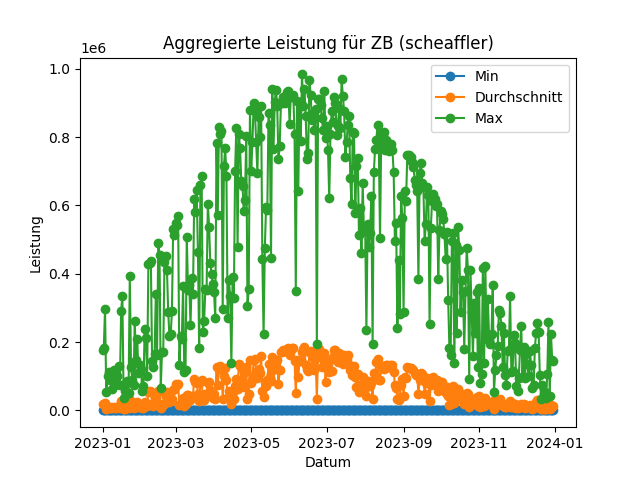 Aggregierte Leistung für ZB (scheaffler)
1e6
1.0
0.8
0.6
0.4
0.2
0.0
Leistung
Min
Durchschnitt
Max
2023-01 2023-03 2023-05 2023-07 2023-09 2023-11 2024-01
Datum